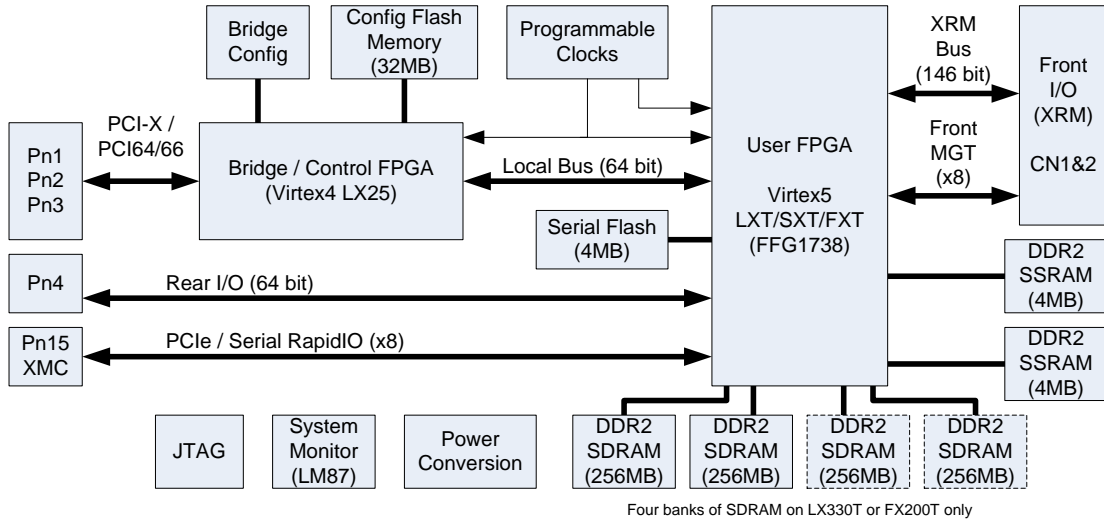 Bridge
Config
Config Flash
Memory
(32MB)
Programmable
Clocks
XRM
Bus
(146 bit)
Front
I/O
(XRM)
CN1&2
Pn1
Pn2
Pn3
PCI-X /
PCI64/66
Bridge / Control FPGA
(Virtex4 LX25)
Local Bus (64 bit)
User FPGA
Virtex5
LXT/SXT/FXT
(FFG1738)
Front
MGT
(x8)
Serial Flash
(4MB)
Pn4
Rear I/O (64 bit)
DDR2
SSRAM
(4MB)
Pn15
XMC
PCIe / Serial RapidIO (x8)
DDR2
SSRAM
(4MB)
JTAG
System
Monitor
(LM87)
Power
Conversion
DDR2
SDRAM
(256MB)
DDR2
SDRAM
(256MB)
DDR2
SDRAM
(256MB)
DDR2
SDRAM
(256MB)
Four banks of SDRAM on LX330T or FX200T only